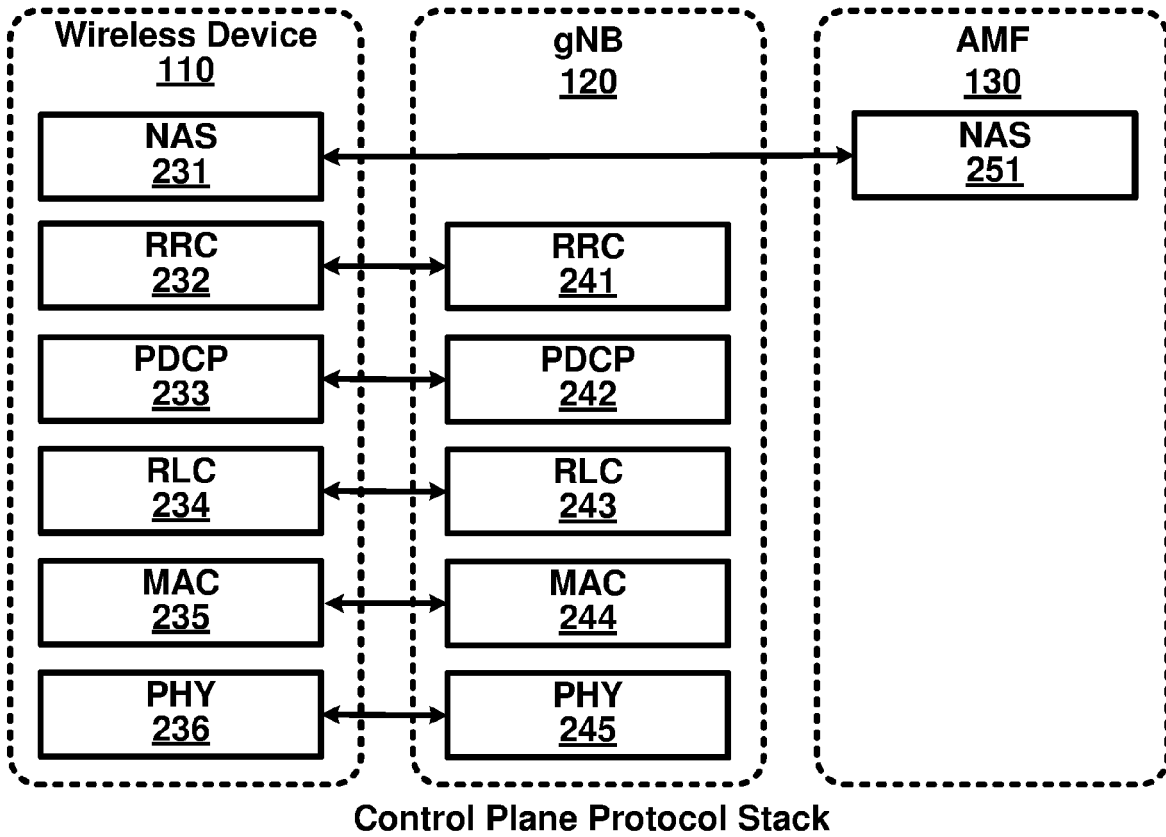 Wireless Device
110
gNB
120
AMF
130
NAS
231
NAS
251
RRC
232
RRC
241
PDCP
233
PDCP
242
RLC
234
RLC
243
MAC
235
MAC
244
PHY
236
PHY
245
Control Plane Protocol Stack